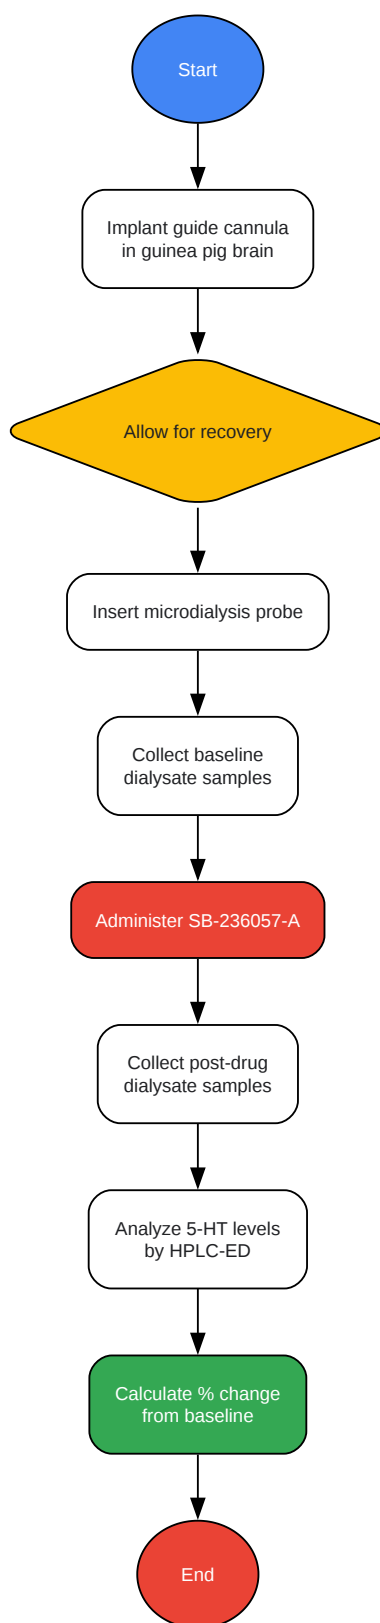 Start
Implant guide cannula
in guinea pig brain
Allow for recovery
Insert microdialysis probe
Collect baseline
dialysate samples
Administer SB-236057-A
Collect post-drug
dialysate samples
Analyze 5-HT levels
by HPLC-ED
Calculate % change
from baseline
End